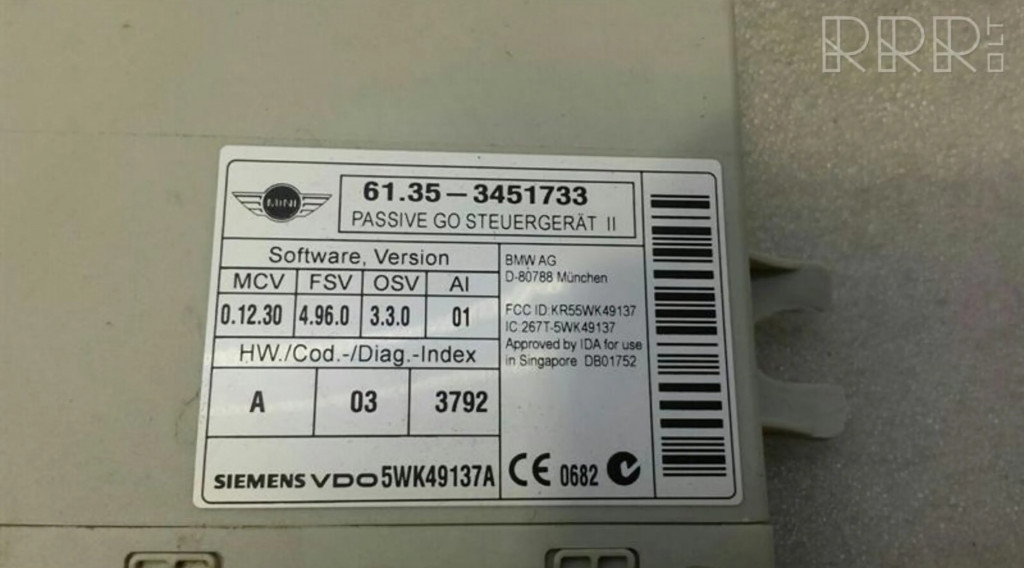 RRR.LT
MINI
61.35-3451733
PASSIVE GO STEUERGERÄT II
Software, Version
MCV FSV OSV AI
0.12.30 4.96.0 3.3.0 01
HW./Cod.-/Diag.-Index
A 03 3792
SIEMENS VDO 5WK49137A
BMW AG
D-80788 München
FCC ID:KR55WK49137
IC:267T-5WK49137
Approved by IDA for use
in Singapore DB01752
CE 0682